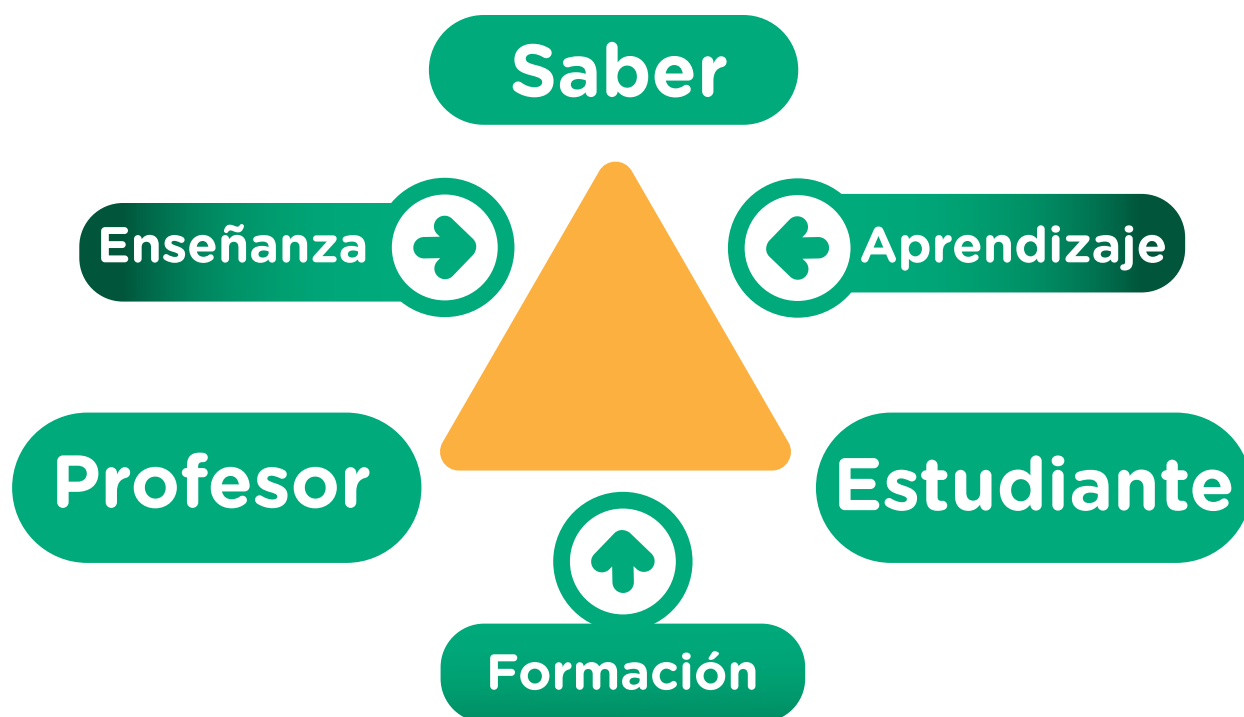 Saber
Enseñanza
Aprendizaje
Profesor
Estudiante
Formación